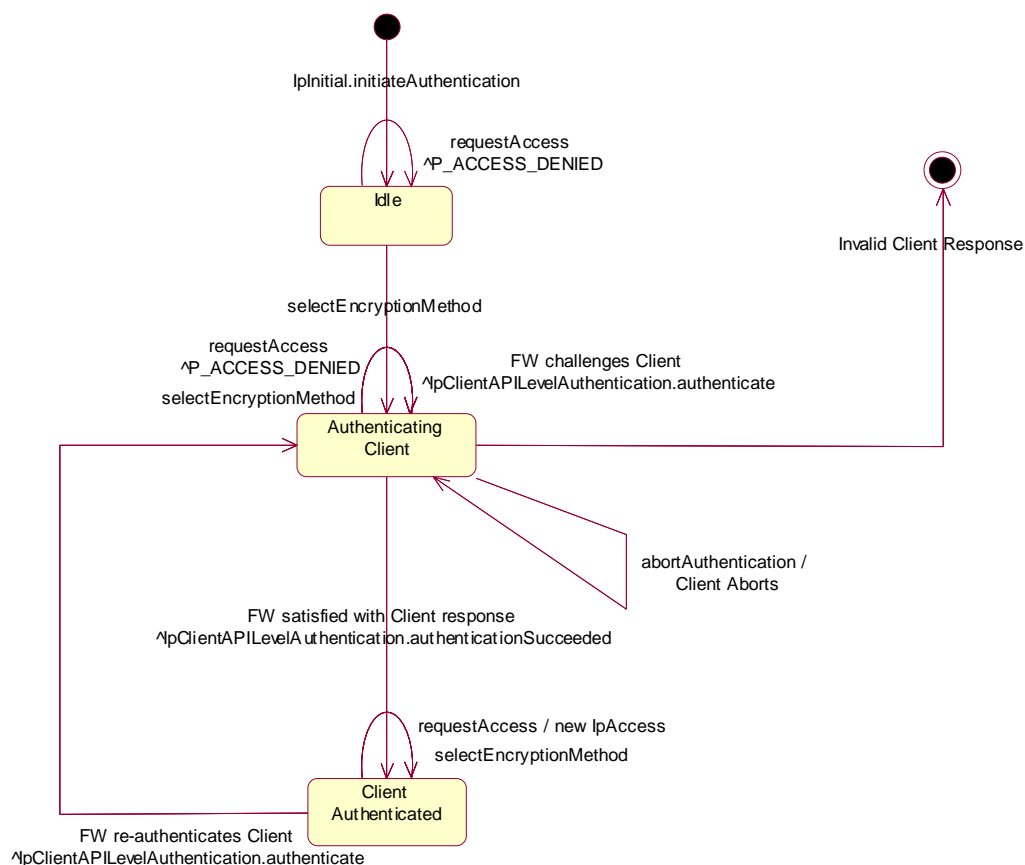 IpInitial.initiateAuthentication
requestAccess
^P_ACCESS_DENIED
Idle
Invalid Client Response
selectEncryptionMethod
requestAccess
^P_ACCESS_DENIED
selectEncryptionMethod
FW challenges Client
^IpClientAPILevelAuthentication.authenticate
Authenticating
Client
abortAuthentication /
Client Aborts
FW satisfied with Client response
^IpClientAPILevelAuthentication.authenticationSucceeded
requestAccess / new IpAccess
selectEncryptionMethod
Client
Authenticated
FW re-authenticates Client
^IpClientAPILevelAuthentication.authenticate